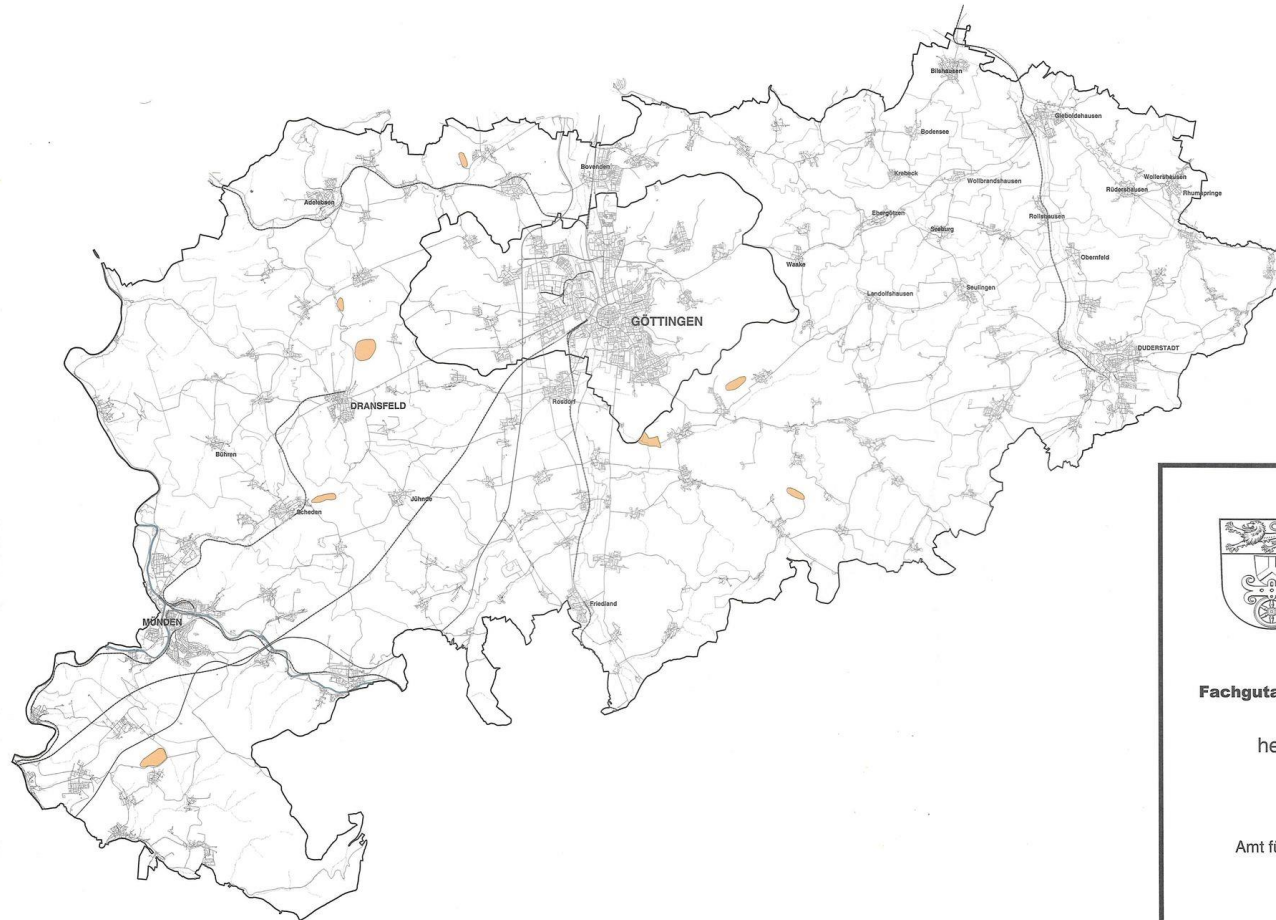 Bilshausen
Gieboldehausen
Bodensee
Bovenden
Krebeck
Wollbrandshausen
Wollershausen
Rüdershausen
Rhumspringe
Adelebsen
Ebergötzen
Rollshausen
Seeburg
Obernfeld
Waake
Landolfshausen
Seulingen
GÖTTINGEN
DUDERSTADT
DRANSFELD
Rosdorf
Bühren
Jühnde
Scheden
Friedland
MÜNDEN
Fachguta
he
Amt fü